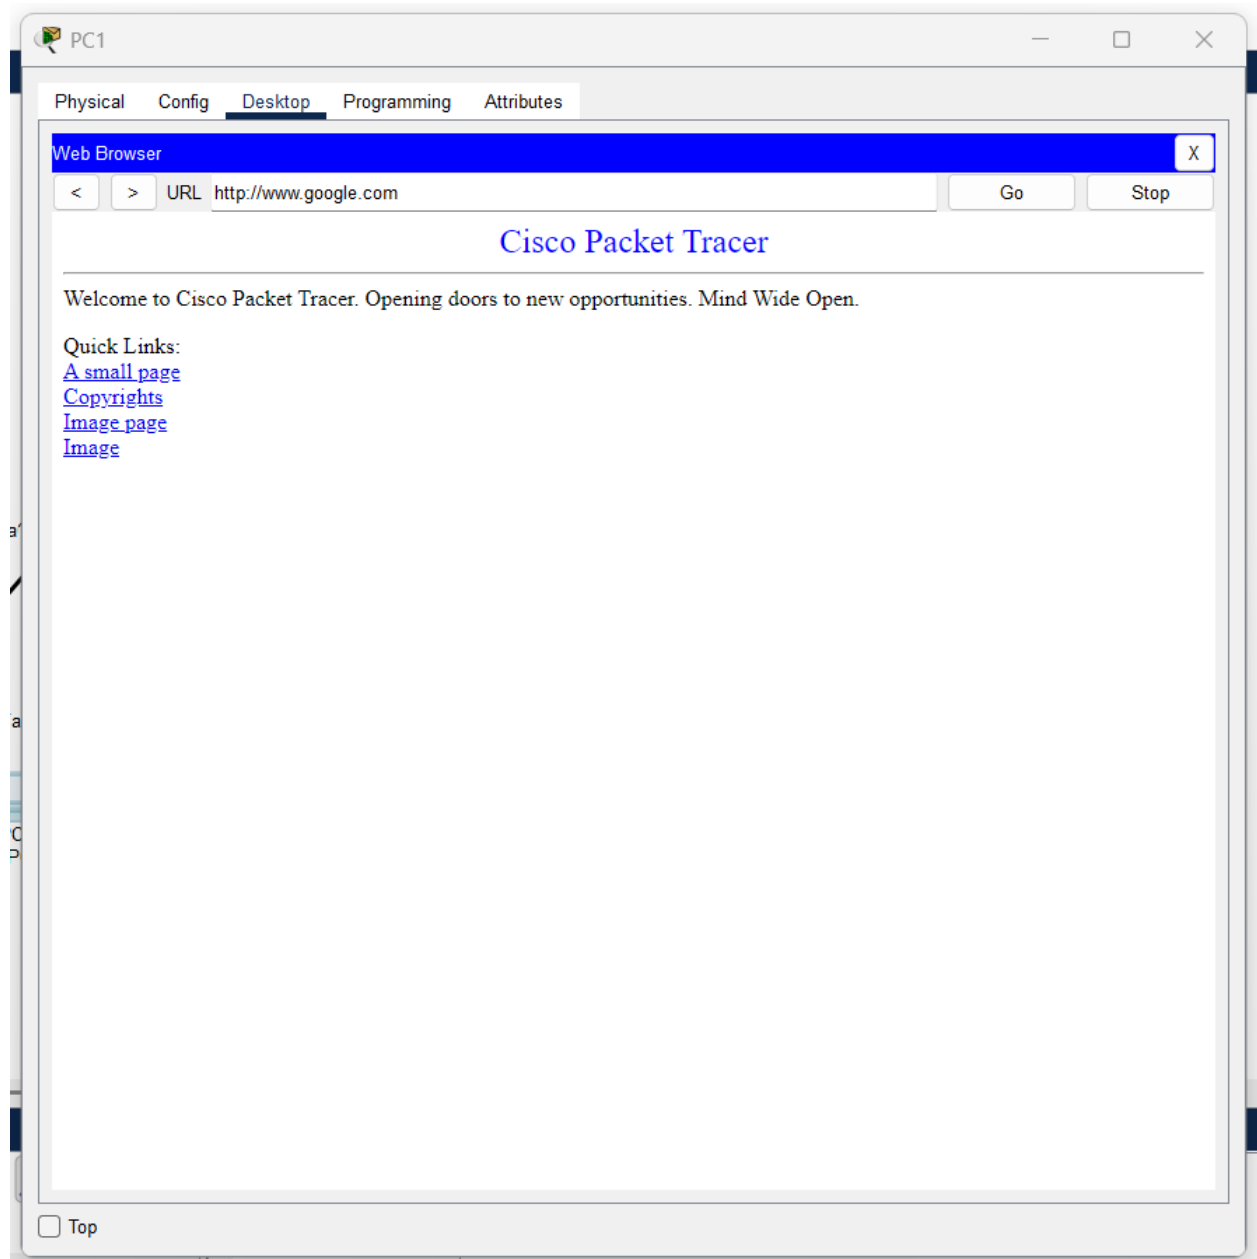 PC1
Physical Config Desktop Programming Attributes
Web Browser X
< > URL http://www.google.com Go Stop
Cisco Packet Tracer
Welcome to Cisco Packet Tracer. Opening doors to new opportunities. Mind Wide Open.
Quick Links:
A small page
Copyrights
Image page
Image
Top